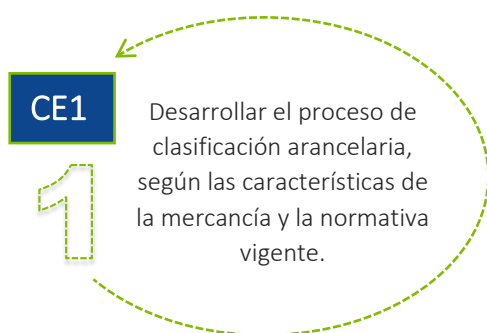 CE1
1
Desarrollar el proceso de
clasificación arancelaria,
según las características de
la mercancía y la normativa
vigente.